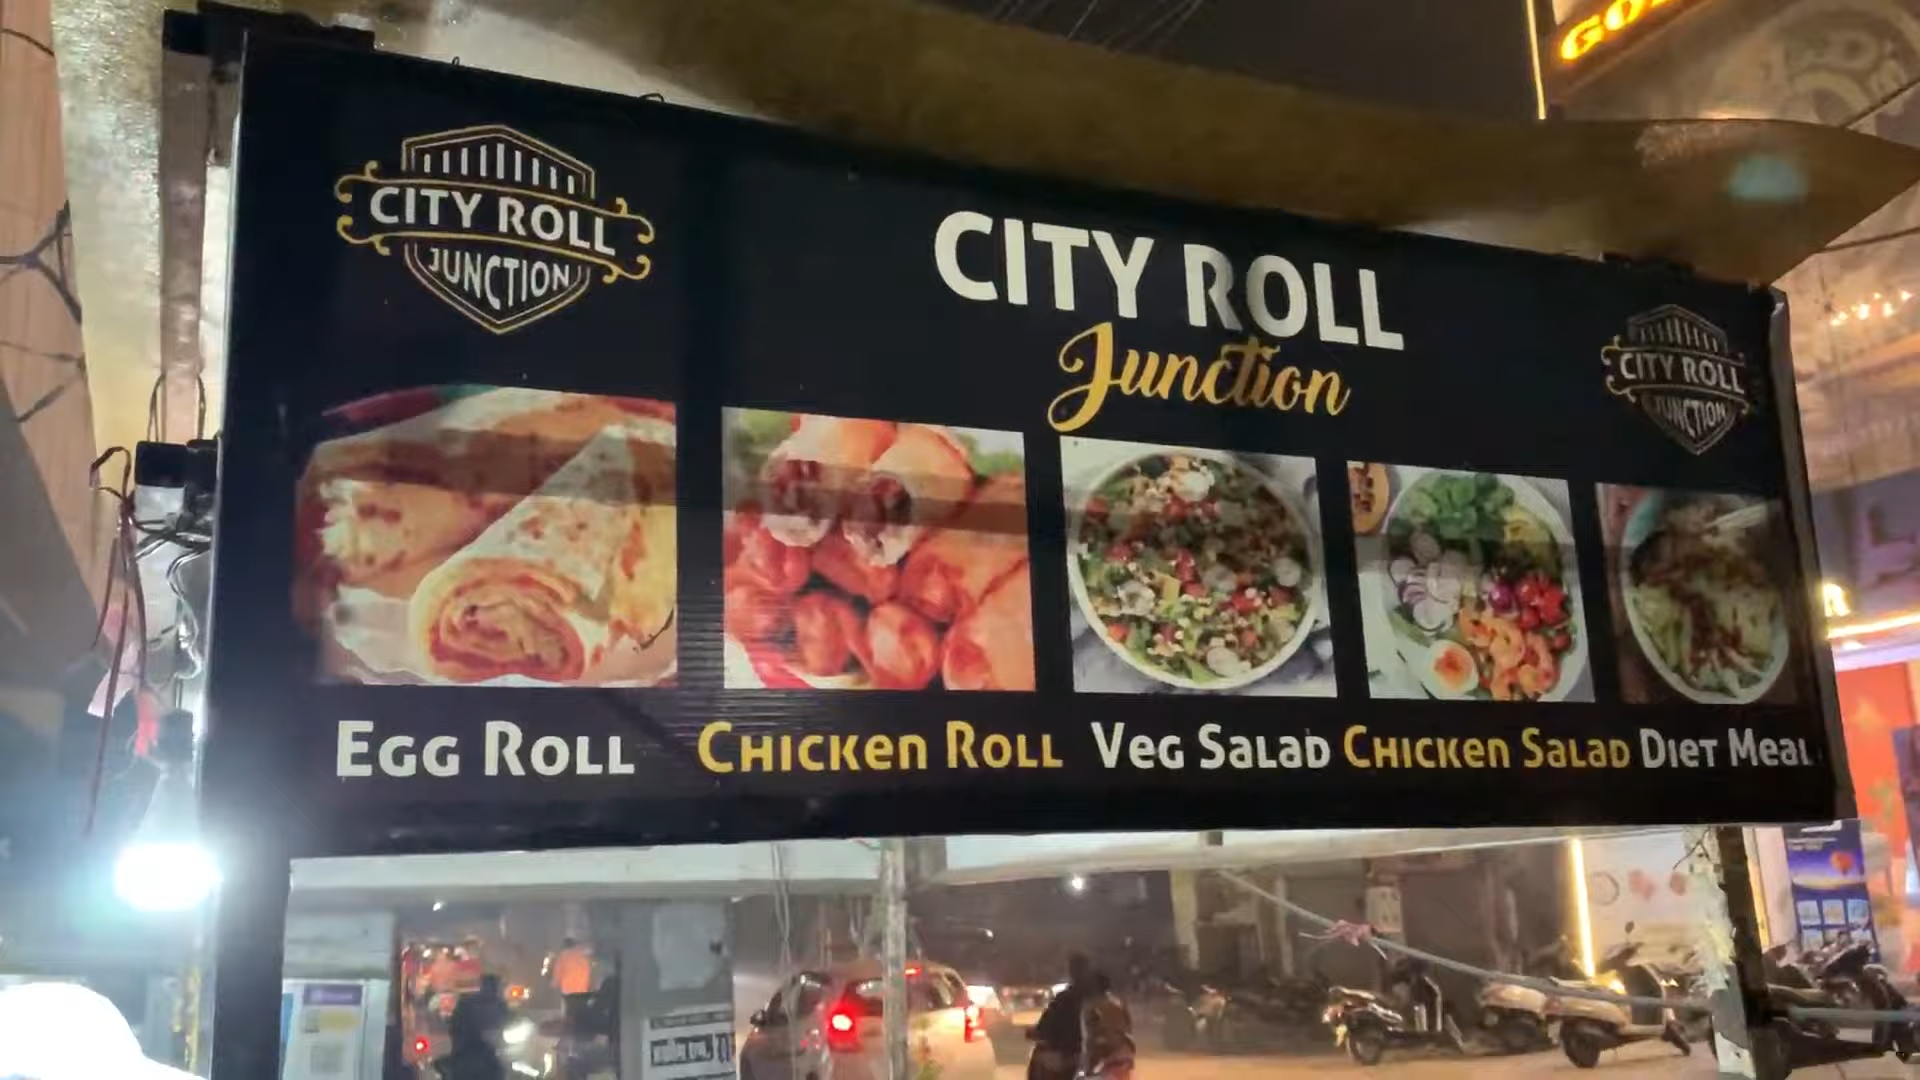 CITY ROLL
JUNCTION
CITY ROLL
Junction
CITY ROLL
JUNCTION
EGG ROLL
CHICKEN ROLL
VEG SALAD
CHICKEN SALAD
DIET MEAL